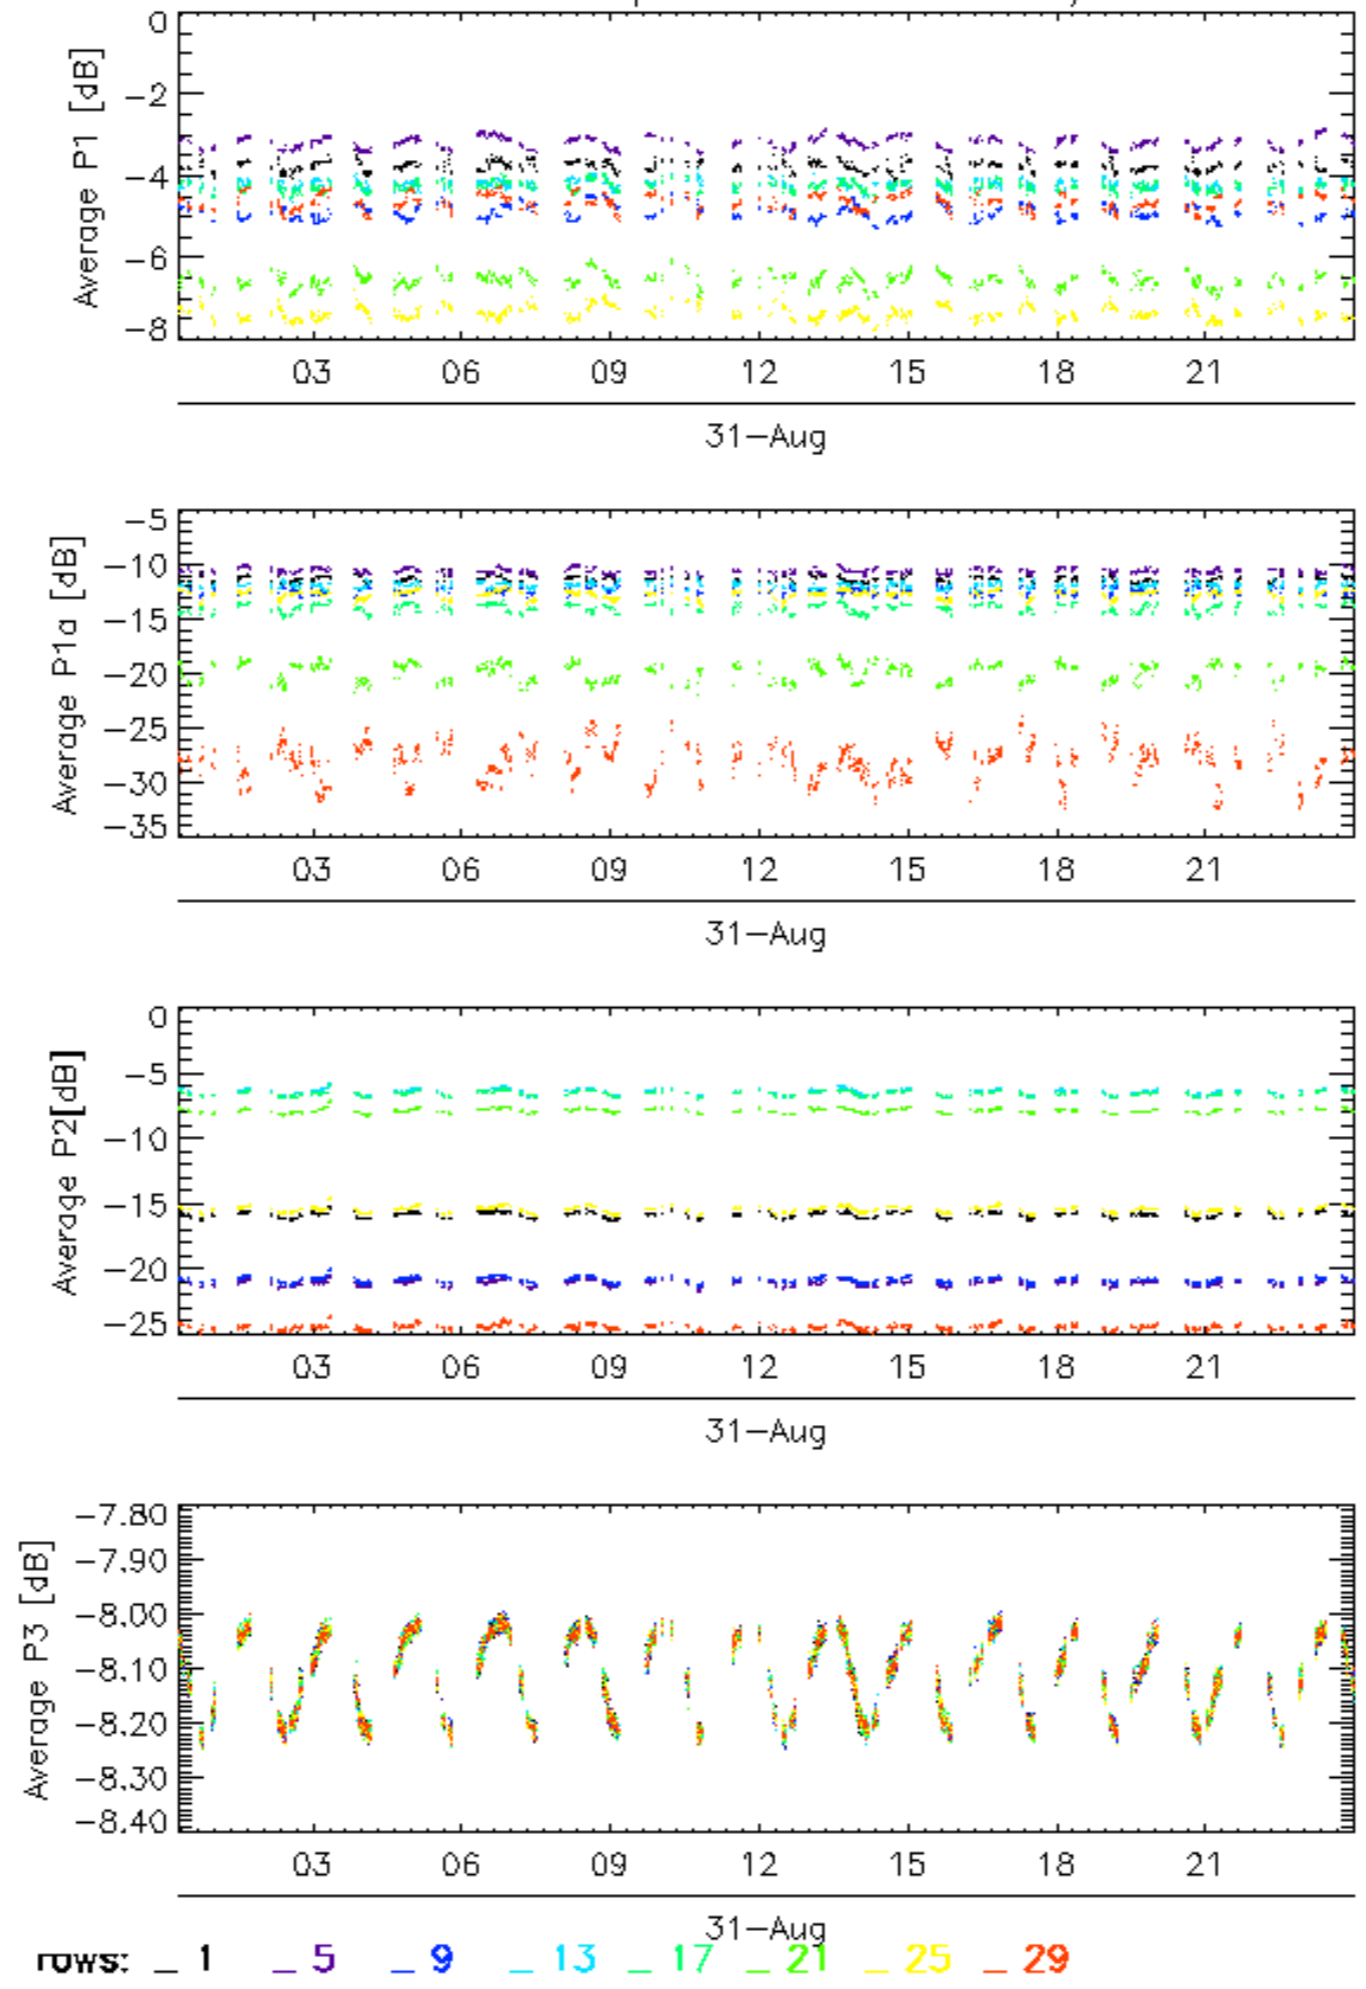 Average P1 [dB]
0
−2
−4
−6
−8
03 06 09 12 15 18 21
31−Aug
Average P1a [dB]
−5
−10
−15
−20
−25
−30
−35
03 06 09 12 15 18 21
31−Aug
Average P2[dB]
0
−5
−10
−15
−20
−25
03 06 09 12 15 18 21
31−Aug
Average P3 [dB]
−7.80
−7.90
−8.00
−8.10
−8.20
−8.30
−8.40
03 06 09 12 15 18 21
31−Aug
rows: _ 1 _ 5 _ 9 _ 13 _ 17 _ 21 _ 25 _ 29